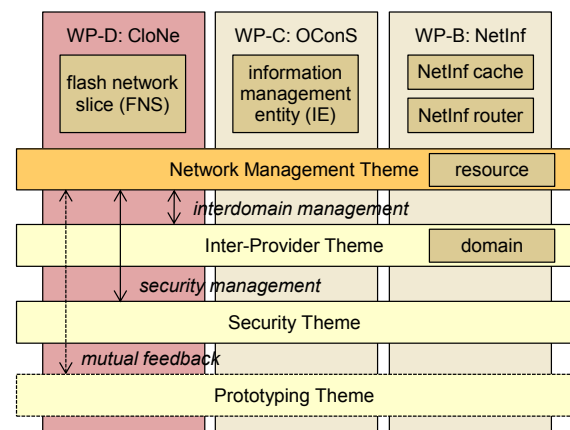 WP-D: CloNe
WP-C: OConS
WP-B: NetInf
flash network
slice (FNS)
information
management
entity (IE)
NetInf cache
NetInf router
Network Management Theme
resource
interdomain management
Inter-Provider Theme
domain
security management
Security Theme
mutual feedback
Prototyping Theme